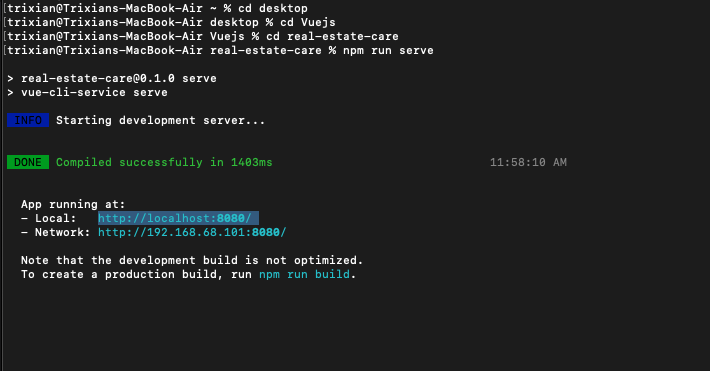 [trixian@Trixians-MacBook-Air ~ % cd desktop
[trixian@Trixians-MacBook-Air desktop % cd Vuejs
[trixian@Trixians-MacBook-Air Vuejs % cd real-estate-care
[trixian@Trixians-MacBook-Air real-estate-care % npm run serve
> real-estate-care@0.1.0 serve
> vue-cli-service serve
INFO Starting development server...
DONE Compiled successfully in 1403ms 11:58:10 AM
App running at:
- Local: http://localhost:8080/
- Network: http://192.168.68.101:8080/
Note that the development build is not optimized.
To create a production build, run npm run build.